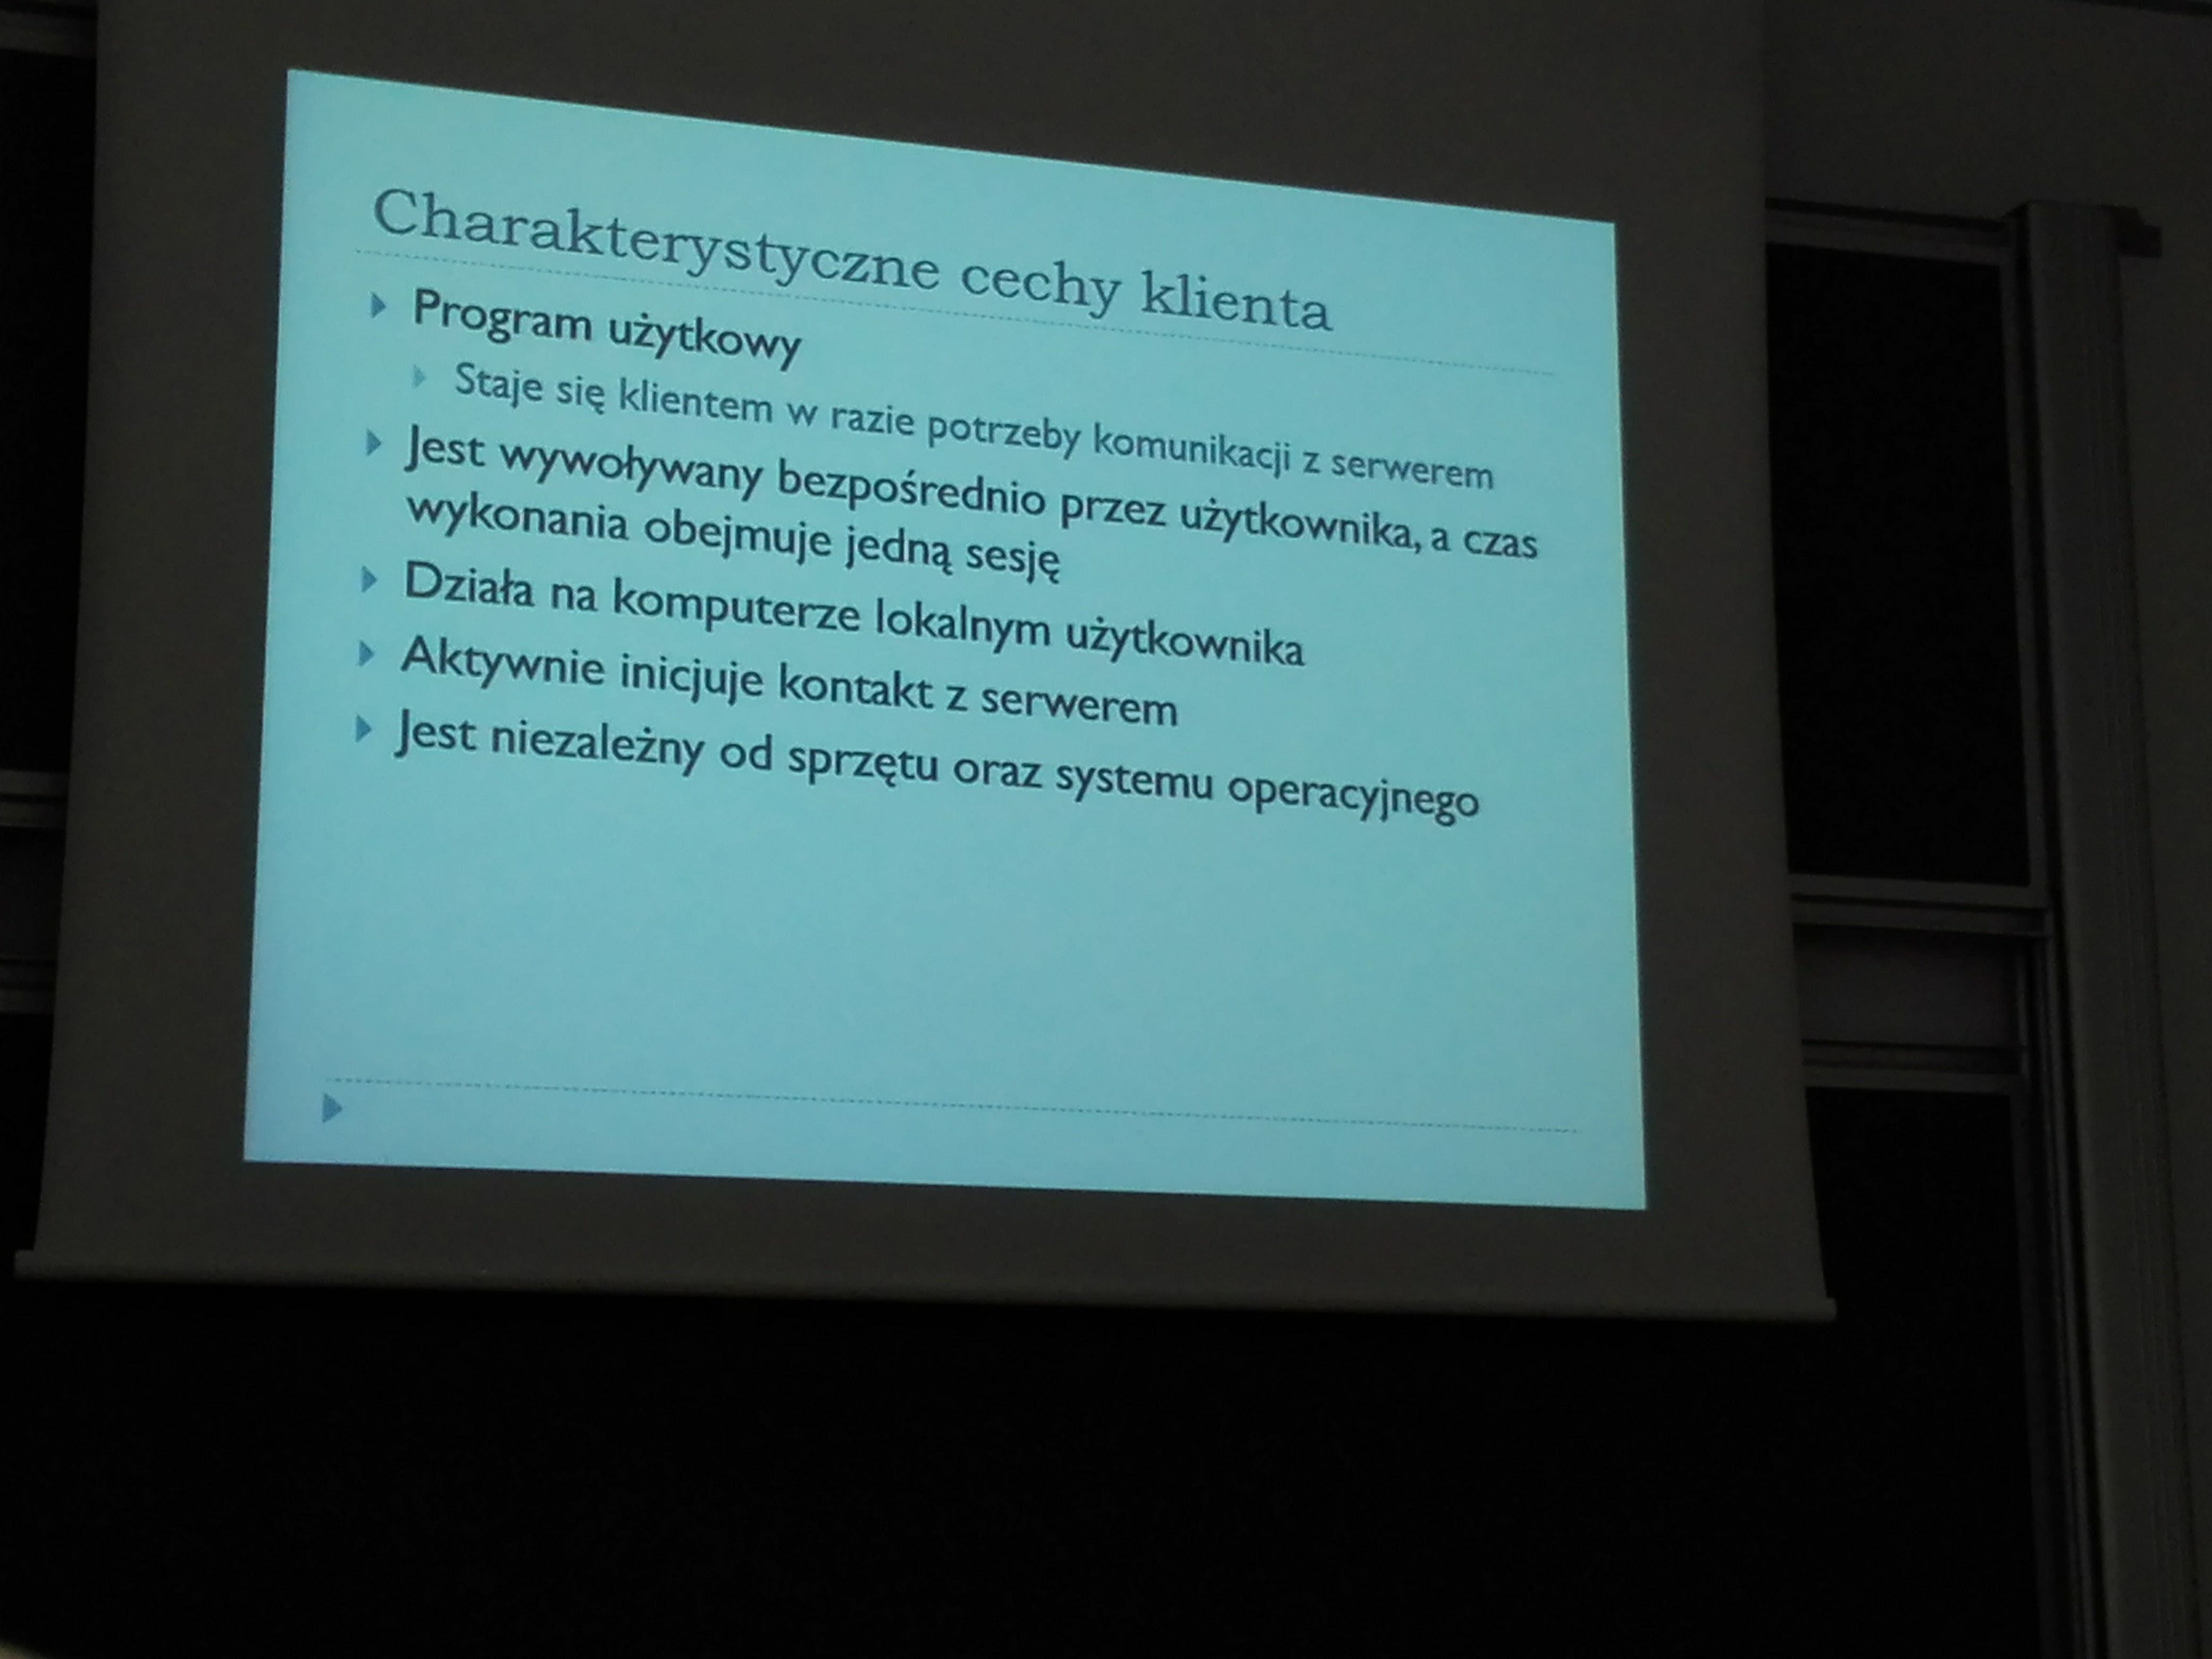 Charakterystyczne cechy klienta
Program użytkowy
Staje się klientem w razie potrzeby komunikacji z serwerem
Jest wywoływany bezpośrednio przez użytkownika, a czas
wykonania obejmuje jedną sesję
Działa na komputerze lokalnym użytkownika
Aktywnie inicjuje kontakt z serwerem
Jest niezależny od sprzętu oraz systemu operacyjnego